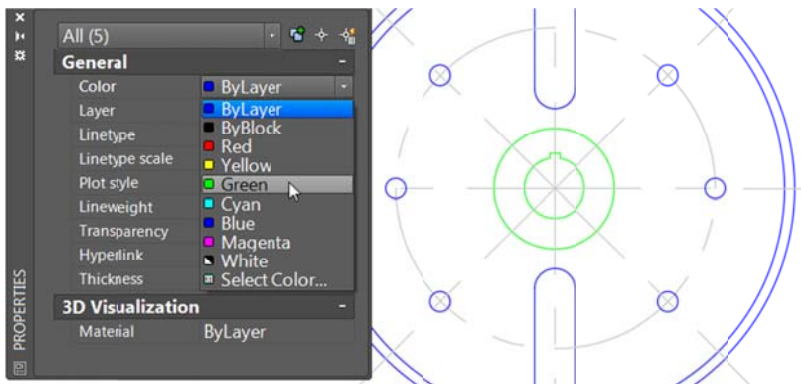 All (5)
General
Color ByLayer
Layer ByLayer
Linetype ByBlock
Linetype scale Red
Yellow
Plot style Green
Lineweight Cyan
Transparency Blue
Magenta
Hyperlink White
Thickness Select Color...
3D Visualization
Material ByLayer
PROPERTIES